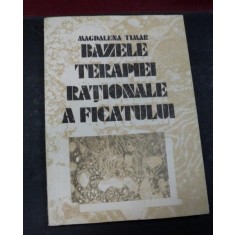 MAGDALENA TIMAR
BAZELE
TERAPIEI
RAȚIONALE
A FICATULUI